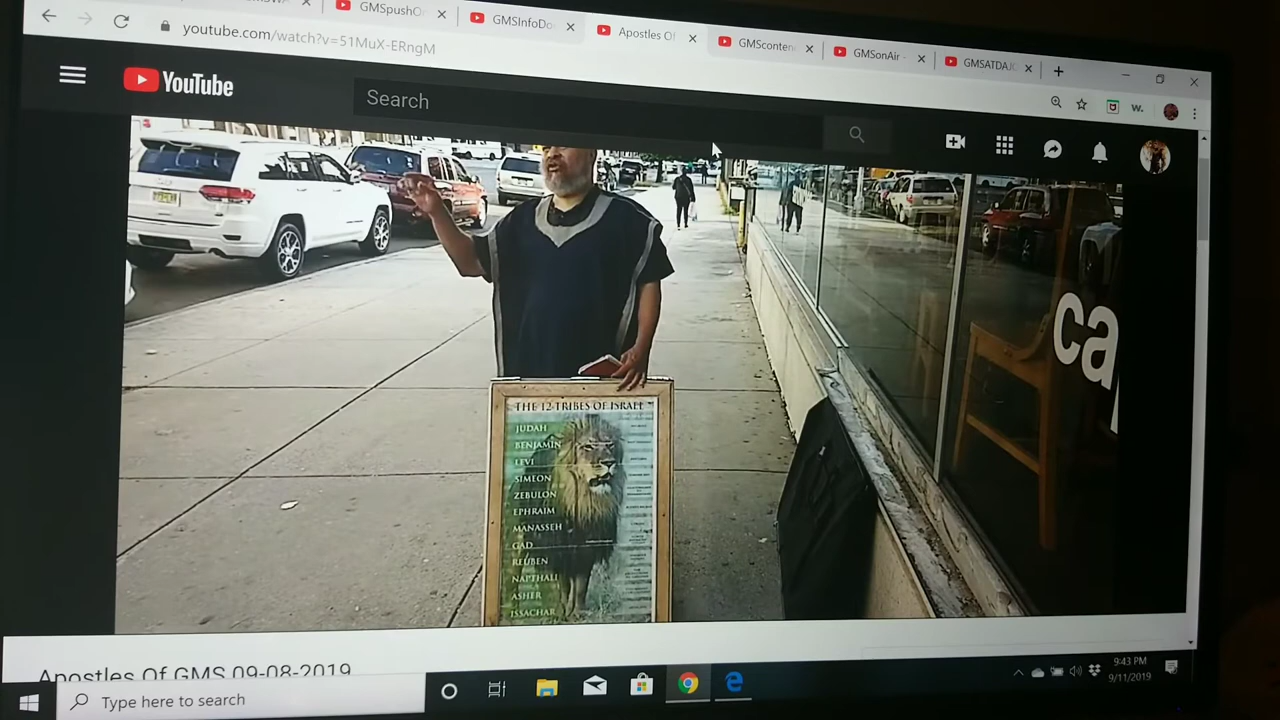 GMSpushO
GMSInfoDo
Apostles Of
GMSconten
GMSonAir -
GMSATDAJ
youtube.com/watch?v=51MuX-ERngM
w.
YouTube
Search
ca
THE 12 TRIBES OF ISRAEL
JUDAH
BENJAMIN
LEVI
SIMEON
ZEBULON
EPHRAIM
MANASSEH
GAD
REUBEN
NAPTHALI
ASHER
ISSACHAR
Apostles Of GMS 09-08-2019
Type here to search
9:43 PM
9/11/2019